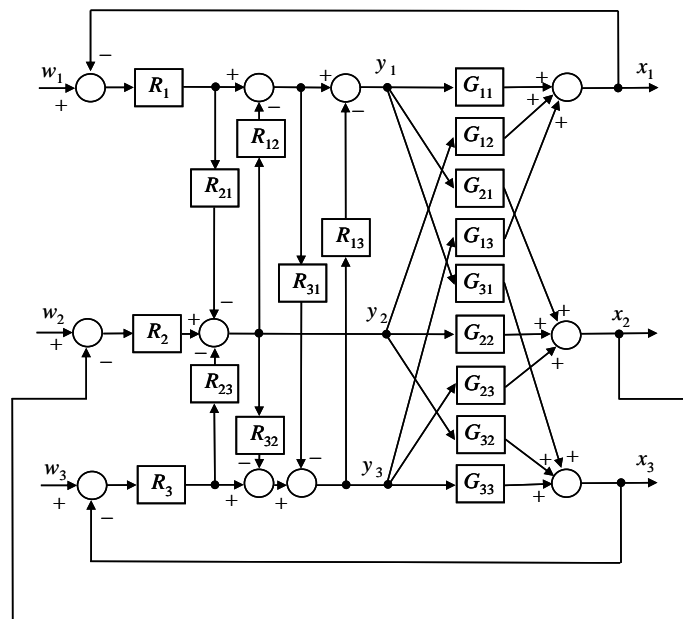 −
w₁ + R₁ + − + − y₁ G₁₁ + + + x₁
R₁₂ G₁₂
R₂₁ G₂₁
R₁₃ G₁₃
R₃₁ G₃₁
w₂ + − R₂ + − − y₂ G₂₂ + + + x₂
R₂₃ G₂₃
R₃₂ G₃₂
w₃ + − R₃ + − + − y₃ G₃₃ + + + x₃